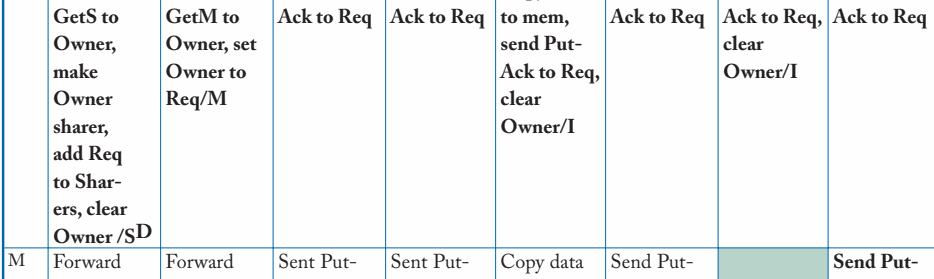 GetS to
Owner,
make
Owner
sharer,
add Req
to Shar-
ers, clear
Owner /SD
GetM to
Owner, set
Owner to
Req/M
Ack to Req
Ack to Req
to mem,
send Put-
Ack to Req,
clear
Owner/I
Ack to Req
Ack to Req,
clear
Owner/I
Ack to Req
M
Forward
Forward
Sent Put-
Sent Put-
Copy data
Send Put-
Send Put-